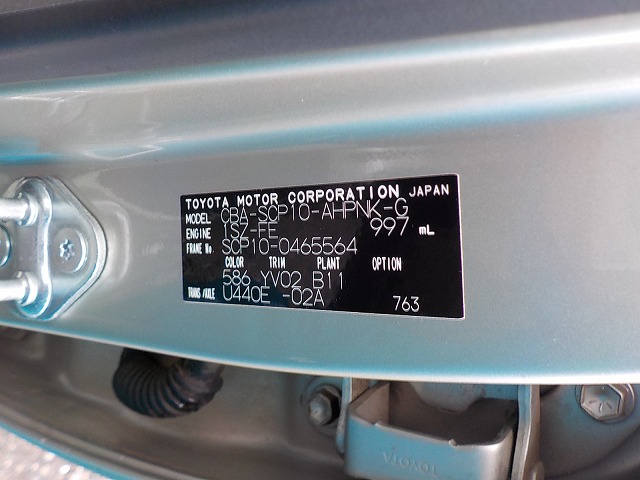 TOYOTA MOTOR CORPORATION JAPAN
MODEL CBA-SCP10-AHPNK-G
ENGINE 1SZ-FE 997 mL
FRAME No. SCP10-0465564
COLOR TRIM PLANT OPTION
586 YV02 B11
TRANS/AXLE U440E -02A 763
TOYOTA